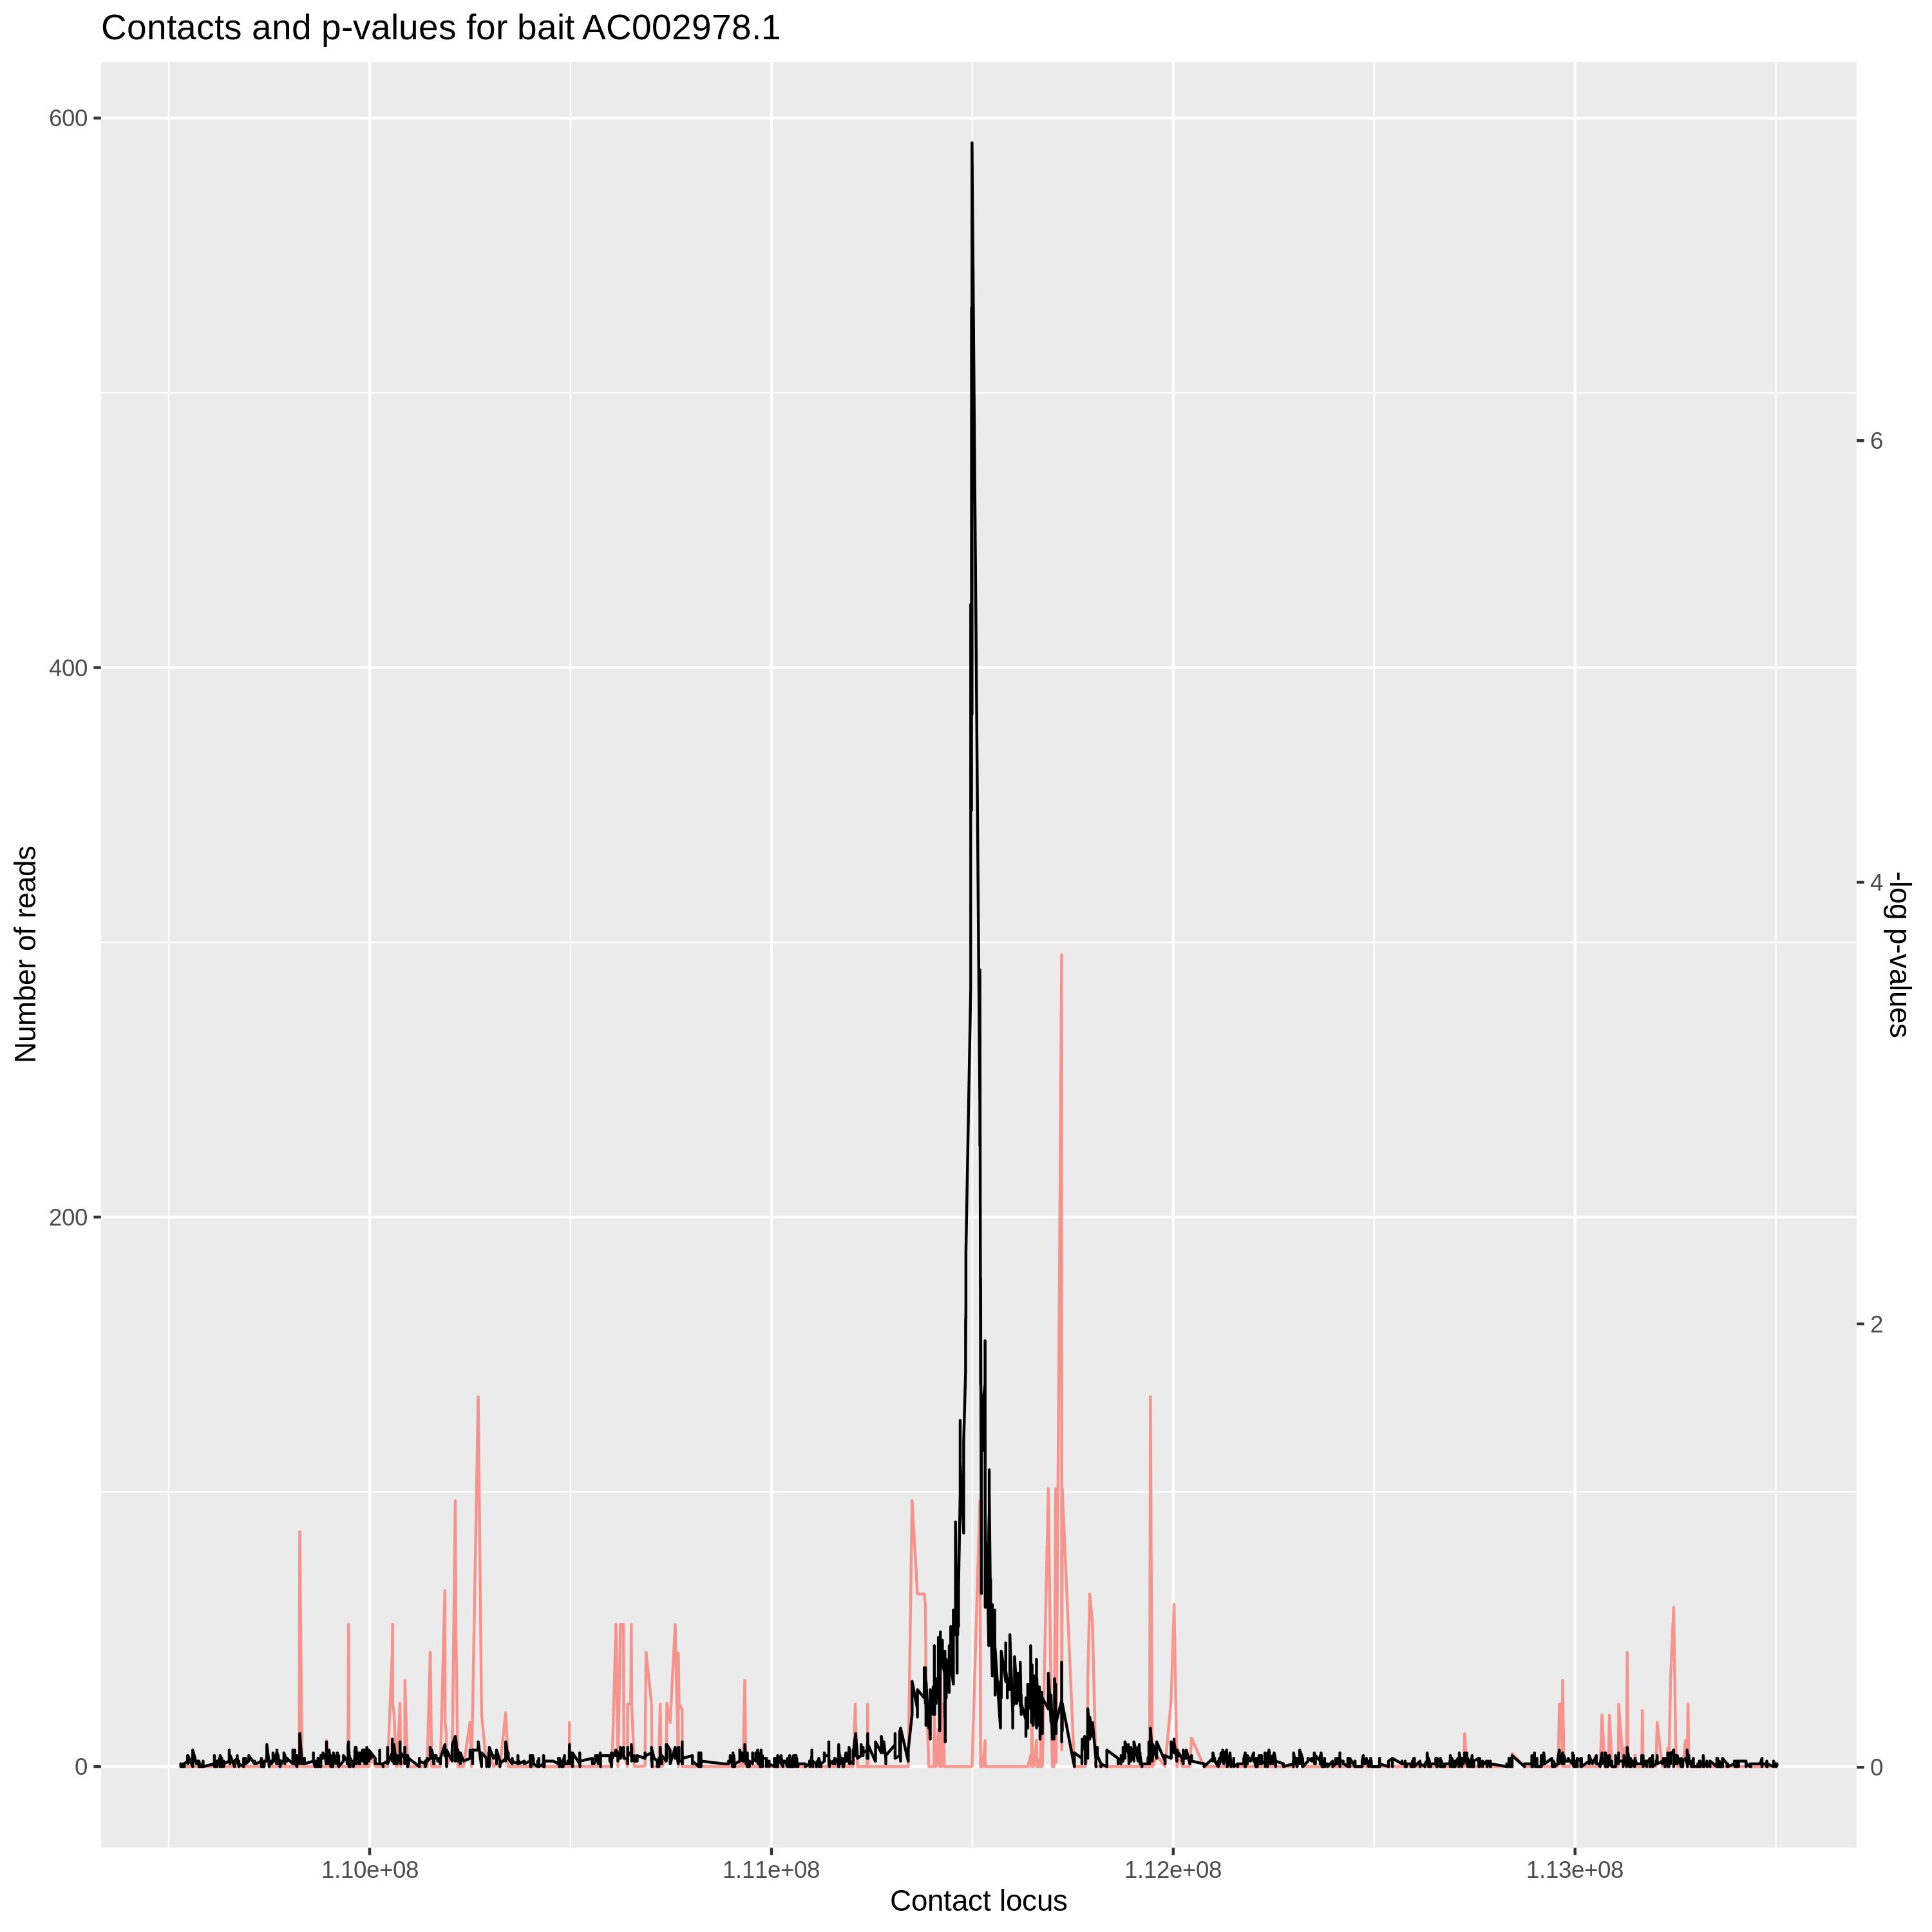 Contacts and p-values for bait AC002978.1
600
400
200
0
Number of reads
6
4
2
0
-log p-values
1.10e+08
1.11e+08
1.12e+08
1.13e+08
Contact locus